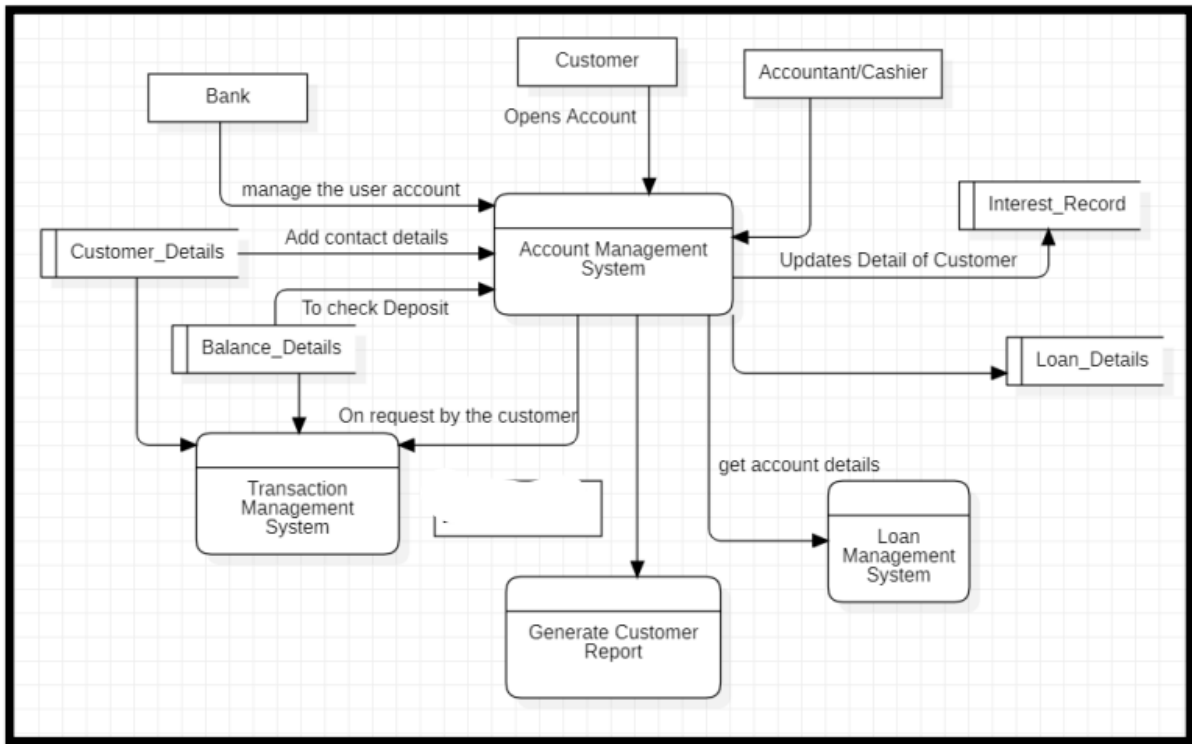 Customer
Accountant/Cashier
Bank
Opens Account
manage the user account
Interest_Record
Customer_Details
Add contact details
Account Management
System
Updates Detail of Customer
To check Deposit
Balance_Details
Loan_Details
On request by the customer
get account details
Transaction
Management
System
Loan
Management
System
Generate Customer
Report